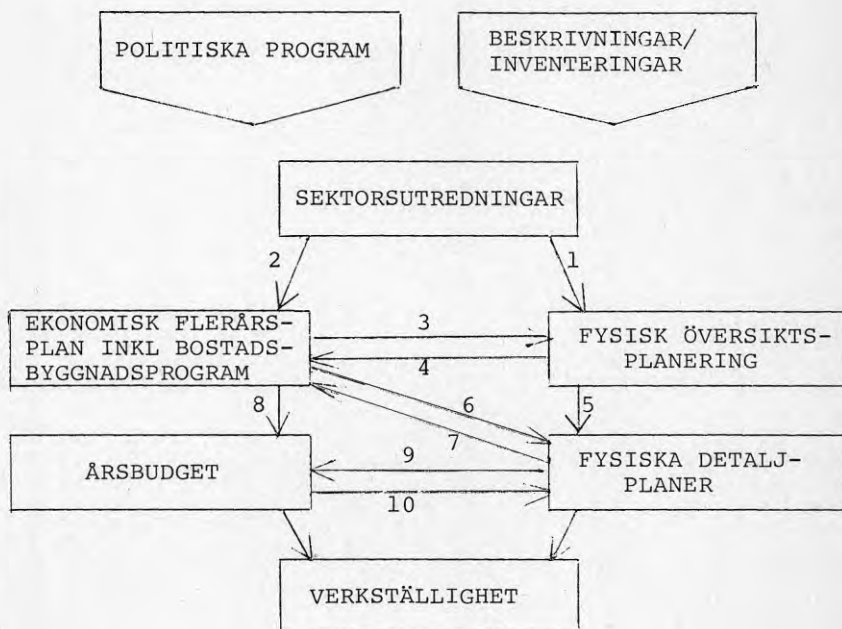 POLITISKA PROGRAM
BESKRIVNINGAR/
INVENTERINGAR
SEKTORSUTREDNINGAR
2
1
EKONOMISK FLERÅRS-
PLAN INKL BOSTADS-
BYGGNADSPROGRAM
3
4
FYSISK ÖVERSIKTS-
PLANERING
8
6
7
5
ÅRSBUDGET
9
10
FYSISKA DETALJ-
PLANER
VERKSTÄLLIGHET